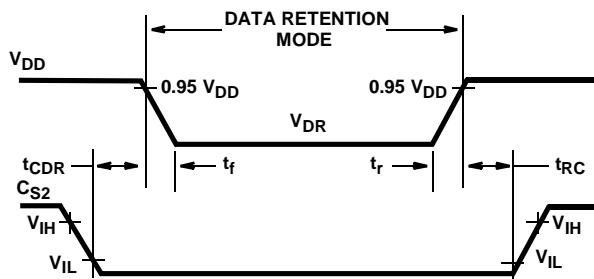 DATA RETENTION
MODE
VDD
0.95 VDD
0.95 VDD
VDR
tCDR
tf
tr
tRC
CS2
VIH
VIH
VIL
VIL